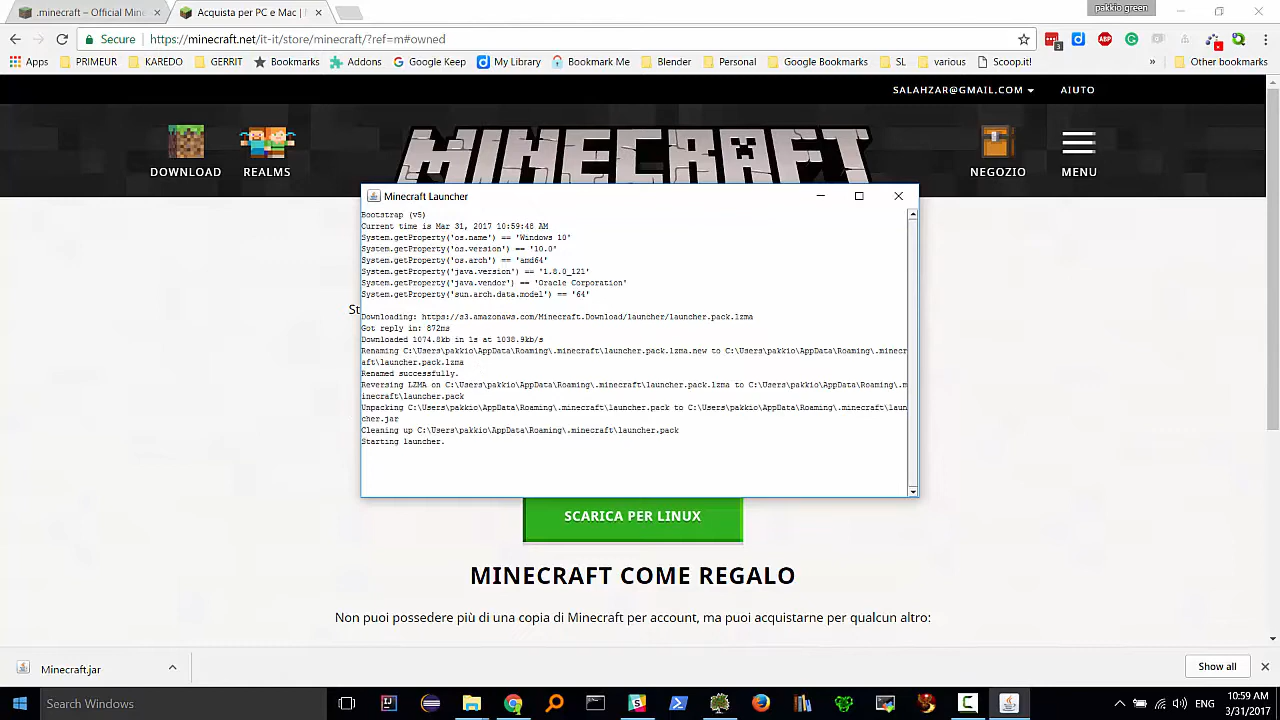 .minecraft – Official Min
Acquista per PC e Mac |
pakkio green
Secure
https://minecraft.net/it-it/store/minecraft/?ref=m#owned
3
ABP
Apps
PRIMEUR
KAREDO
GERRIT
Bookmarks
Addons
Google Keep
My Library
Bookmark Me
Blender
Personal
Google Bookmarks
SL
various
Scoop.it!
»
Other bookmarks
SALAHZAR@GMAIL.COM
AIUTO
MINECRAFT
DOWNLOAD
REALMS
NEGOZIO
MENU
Minecraft Launcher
Bootstrap (v5)
Current time is Mar 31, 2017 10:59:48 AM
System.getProperty('os.name') == 'Windows 10'
System.getProperty('os.version') == '10.0'
System.getProperty('os.arch') == 'amd64'
System.getProperty('java.version') == '1.8.0_121'
System.getProperty('java.vendor') == 'Oracle Corporation'
System.getProperty('sun.arch.data.model') == '64'
St
Downloading: https://s3.amazonaws.com/Minecraft.Download/launcher/launcher.pack.lzma
Got reply in: 872ms
Downloaded 1074.8kb in 1s at 1038.9kb/s
Renaming C:\Users\pakkio\AppData\Roaming\.minecraft\launcher.pack.lzma.new to C:\Users\pakkio\AppData\Roaming\.minecr
aft\launcher.pack.lzma
Renamed successfully.
Reversing LZMA on C:\Users\pakkio\AppData\Roaming\.minecraft\launcher.pack.lzma to C:\Users\pakkio\AppData\Roaming\.m
inecraft\launcher.pack
Unpacking C:\Users\pakkio\AppData\Roaming\.minecraft\launcher.pack to C:\Users\pakkio\AppData\Roaming\.minecraft\laun
cher.jar
Cleaning up C:\Users\pakkio\AppData\Roaming\.minecraft\launcher.pack
Starting launcher.
SCARICA PER LINUX
MINECRAFT COME REGALO
Non puoi possedere più di una copia di Minecraft per account, ma puoi acquistarne per qualcun altro:
Minecraft.jar
Show all
Search Windows
ENG
10:59 AM
3/31/2017